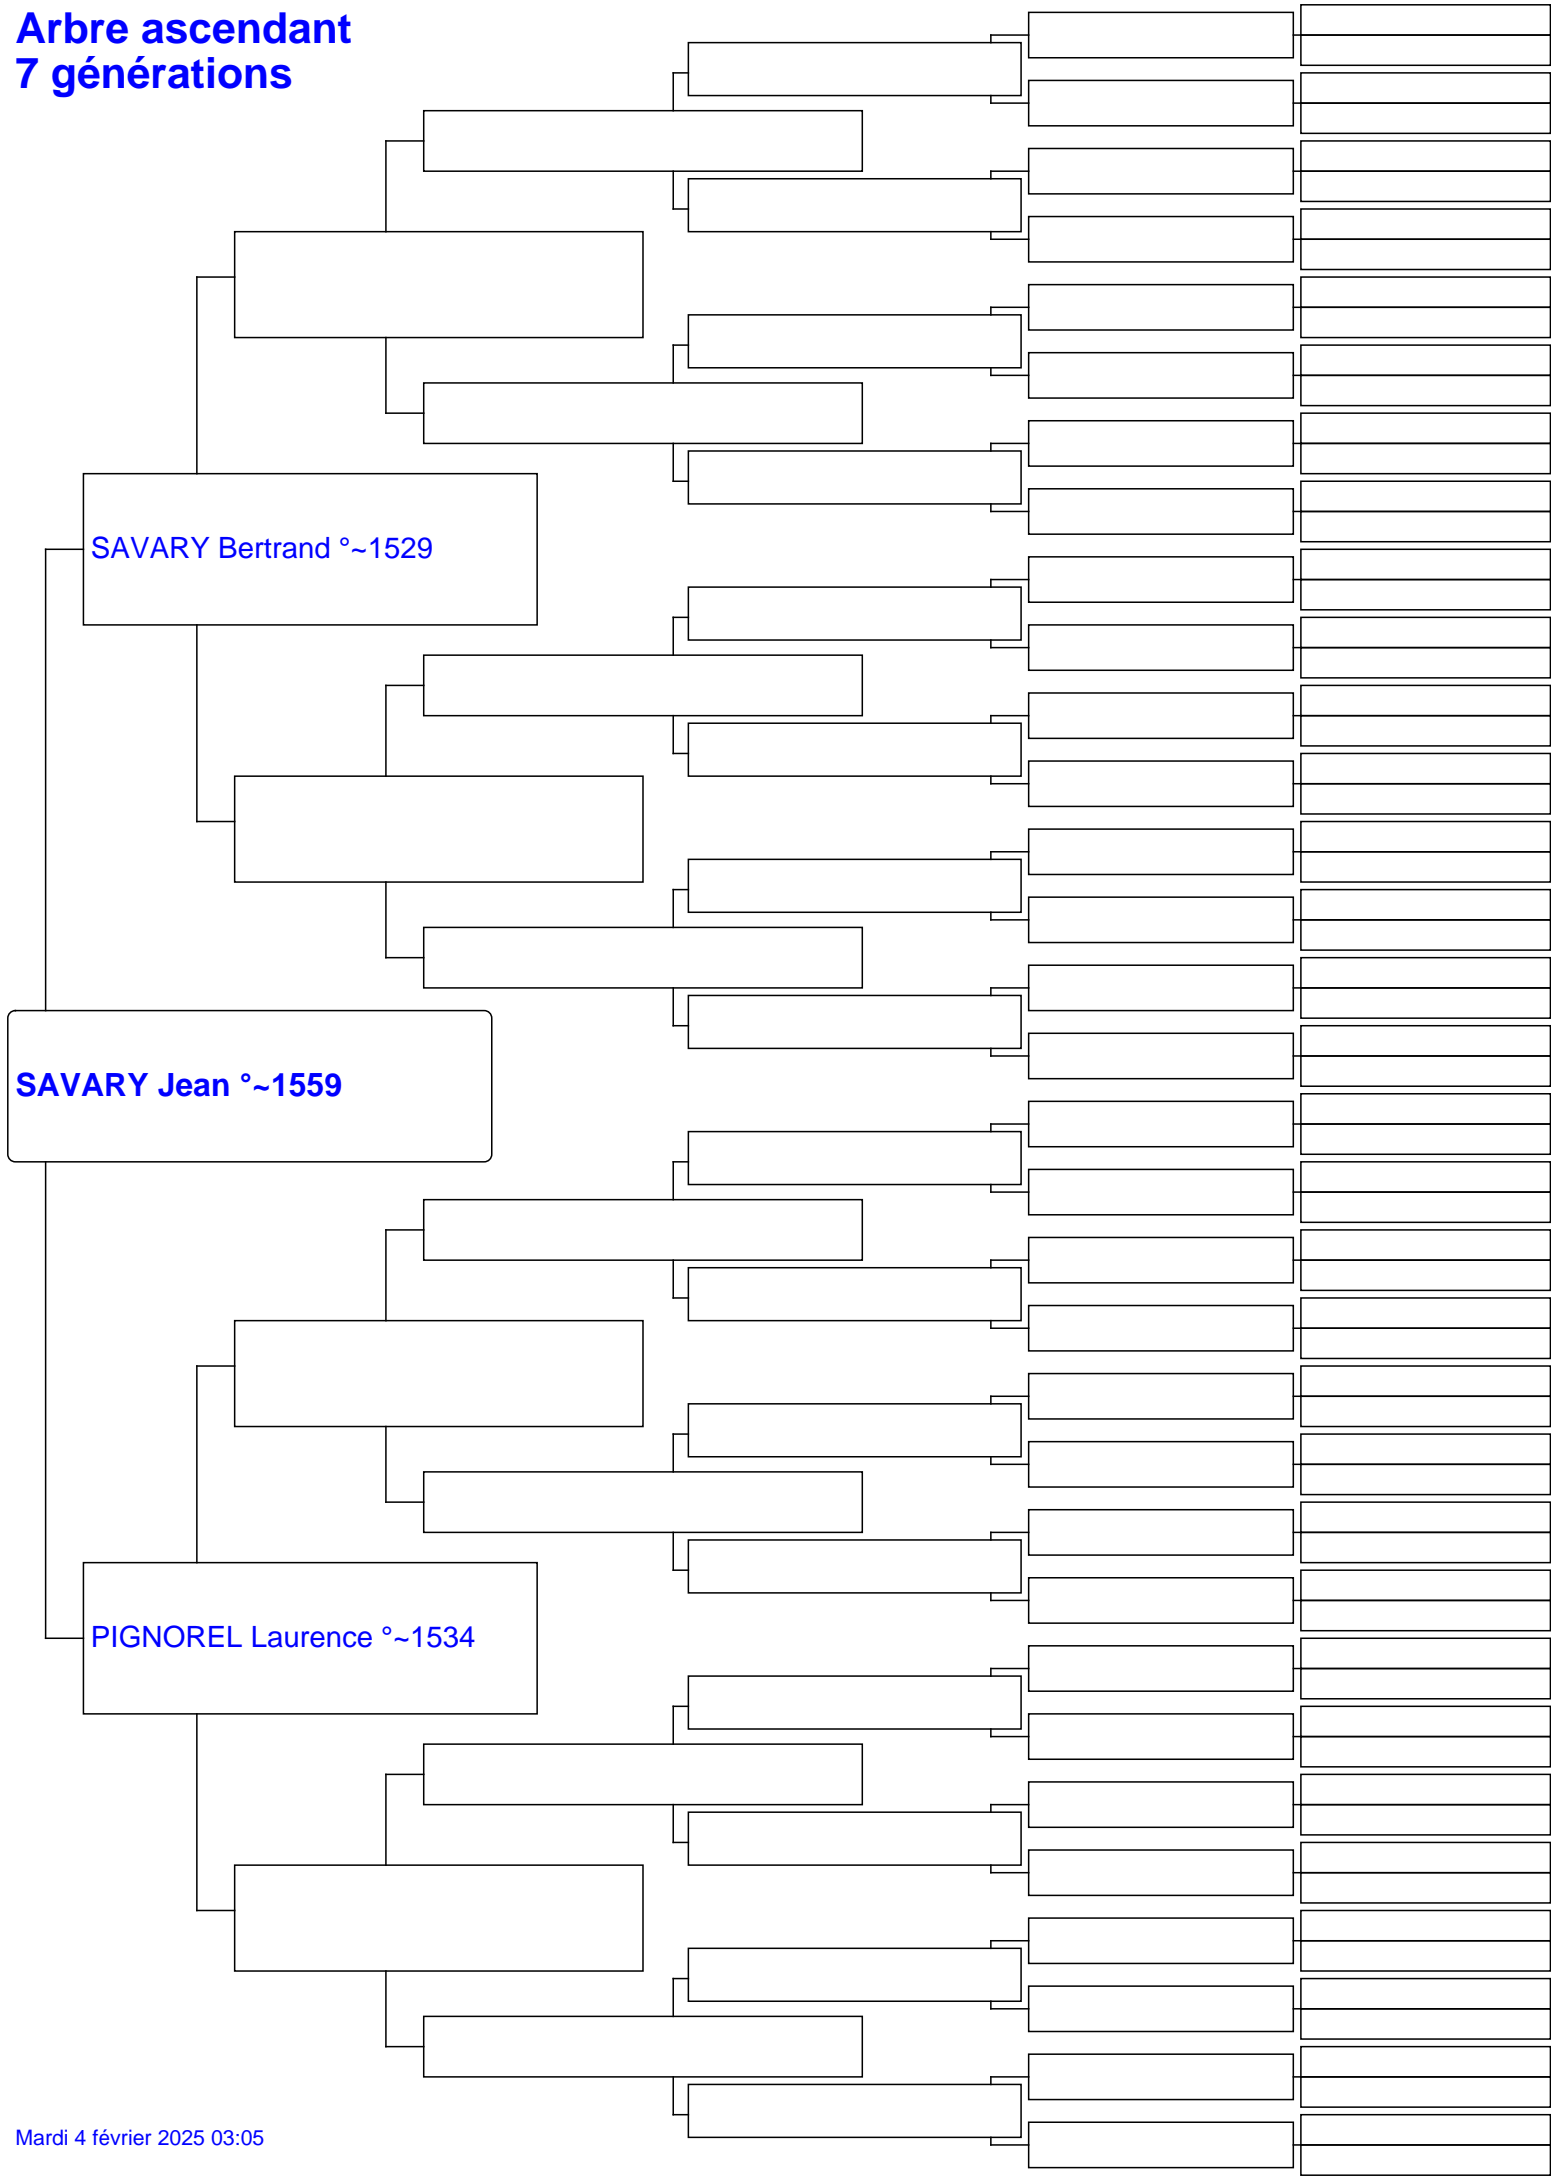 Arbre ascendant
7 générations
SAVARY Bertrand °~1529
SAVARY Jean °~1559
PIGNOREL Laurence °~1534
Mardi 4 février 2025 03:05